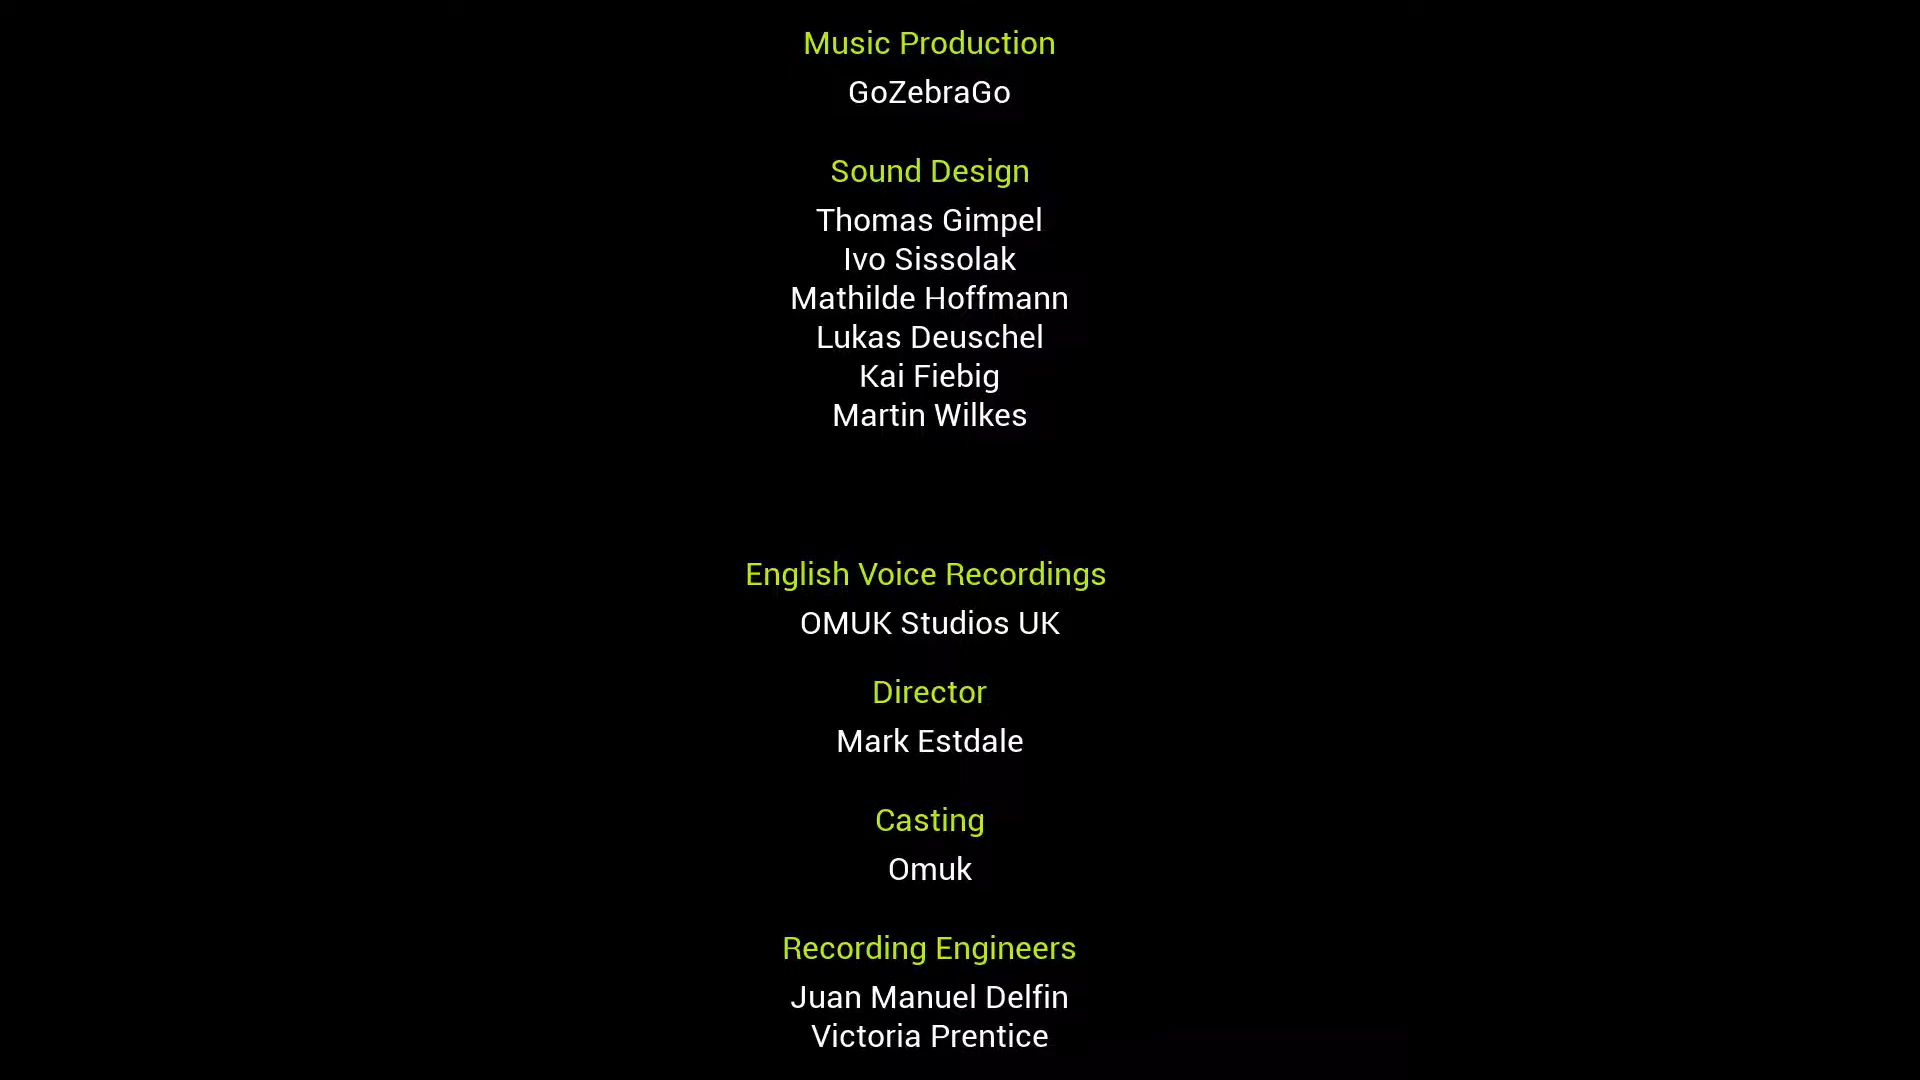 Music Production
GoZebraGo
Sound Design
Thomas Gimpel
Ivo Sissolak
Mathilde Hoffmann
Lukas Deuschel
Kai Fiebig
Martin Wilkes
English Voice Recordings
OMUK Studios UK
Director
Mark Estdale
Casting
Omuk
Recording Engineers
Juan Manuel Delfin
Victoria Prentice